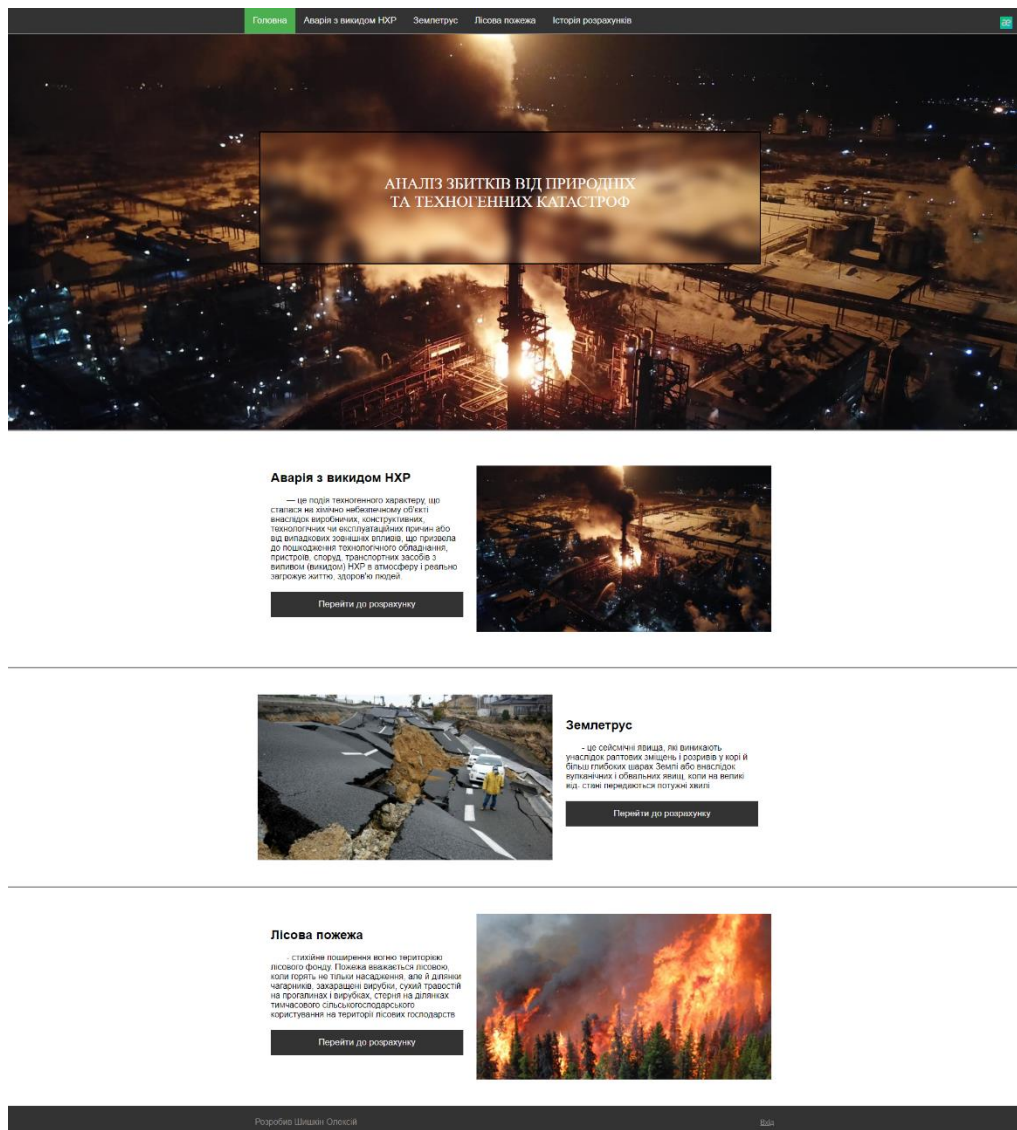 Головна Аварія з викидом НХР Землетрус Лісова пожежа Історія розрахунків
æ
АНАЛІЗ ЗБИТКІВ ВІД ПРИРОДНІХ
ТА ТЕХНОГЕННИХ КАТАСТРОФ
Аварія з викидом НХР
— це подія техногенного характеру, що
сталася на хімічно небезпечному об'єкті
внаслідок виробничих, конструктивних,
технологічних чи експлуатаційних причин або
від випадкових зовнішніх впливів, що призвела
до пошкодження технологічного обладнання,
пристроїв, споруд, транспортних засобів з
виливом (викидом) НХР в атмосферу і реально
загрожує життю, здоров'ю людей.
Перейти до розрахунку
Землетрус
- це сейсмічні явища, які виникають
унаслідок раптових зміщень і розривів у корі й
більш глибоких шарах Землі або внаслідок
вулканічних і обвальних явищ, коли на великі
від- стані передаються потужні хвилі
Перейти до розрахунку
Лісова пожежа
- стихійне поширення вогню територією
лісового фонду. Пожежа вважається лісовою,
коли горять не тільки насадження, але й ділянки
чагарників, захаращені вирубки, сухий травостій
на прогалинах і вирубках, стерня на ділянках
тимчасового сільськогосподарського
користування на території лісових господарств
Перейти до розрахунку
Розробив Шишкін Олексій
Вхід